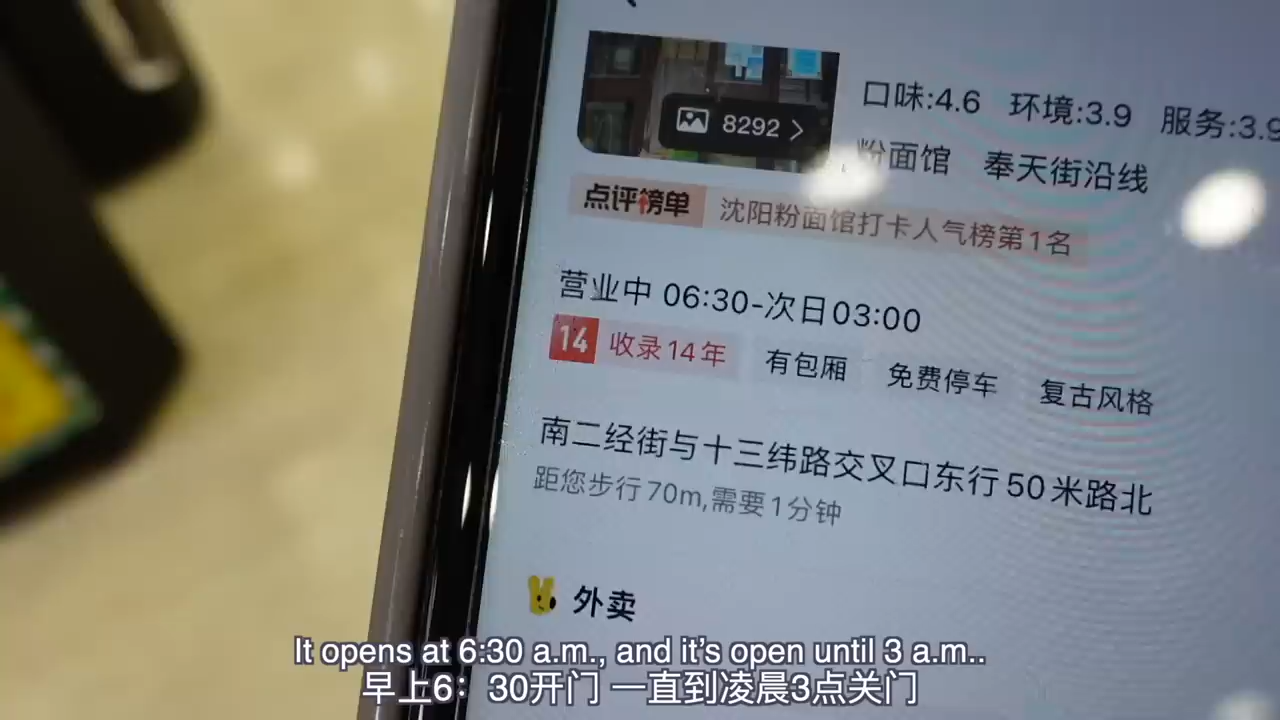 8292 >
口味:4.6 环境:3.9 服务:3.9
粉面馆 奉天街沿线
点评榜单 沈阳粉面馆打卡人气榜第1名
营业中 06:30-次日03:00
14 收录14年 有包厢 免费停车 复古风格
南二经街与十三纬路交叉口东行50米路北
距您步行70m,需要1分钟
外卖
It opens at 6:30 a.m., and it's open until 3 a.m..
早上6：30开门 一直到凌晨3点关门